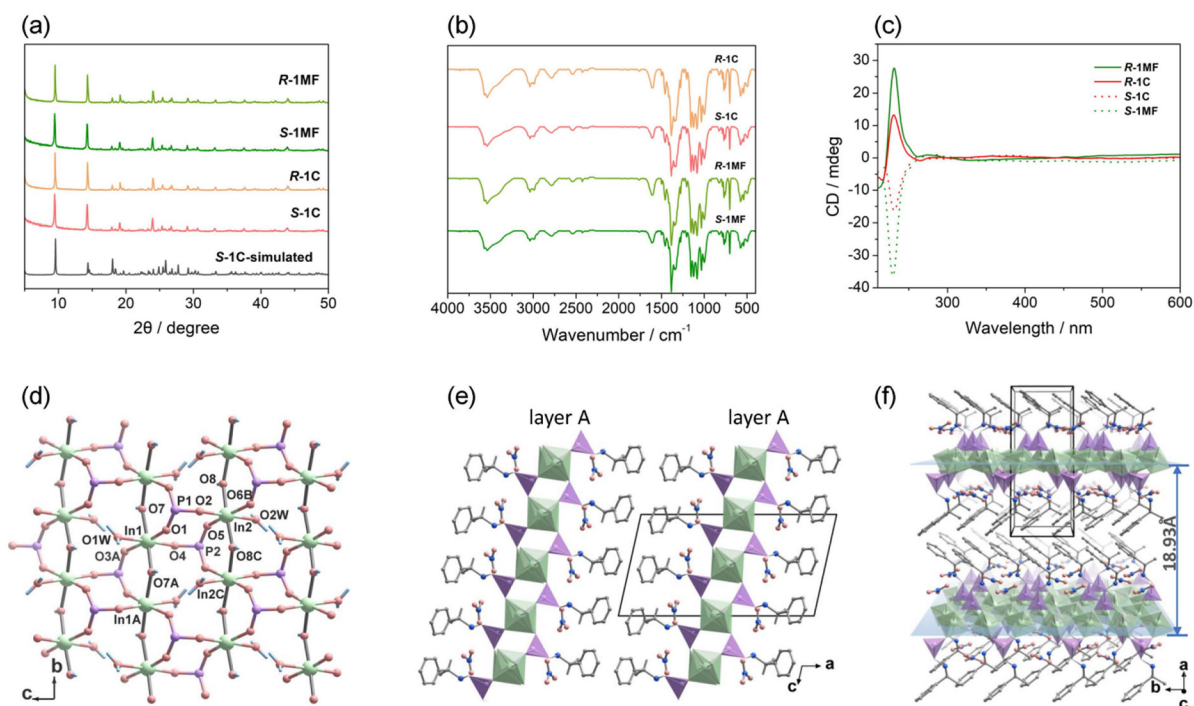 (a)
R-1MF
S-1MF
R-1C
S-1C
S-1C-simulated
10 20 30 40 50
2θ / degree
(b)
R-1C
S-1C
R-1MF
S-1MF
4000 3500 3000 2500 2000 1500 1000 500
Wavenumber / cm⁻¹
(c)
CD / mdeg
30
20
10
0
-10
-20
-30
-40
R-1MF
R-1C
S-1C
S-1MF
300 400 500 600
Wavelength / nm
(d)
O8
P1 O2 O6B
O7
O2W
In1 O1 O5 In2
O1W
O3A O4 P2 O8C
O7A
In2C
In1A
b
c
(e)
layer A layer A
a
c
(f)
18.93Å
a
b
c